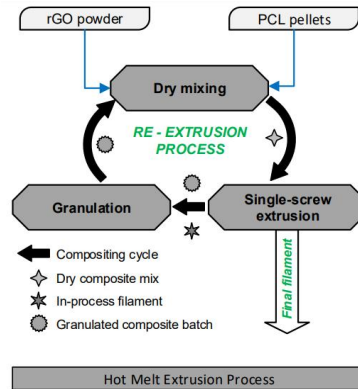 rGO powder
PCL pellets
Dry mixing
RE - EXTRUSION
PROCESS
Granulation
Single-screw
extrusion
Compositing cycle
Dry composite mix
In-process filament
Granulated composite batch
Final filament
Hot Melt Extrusion Process